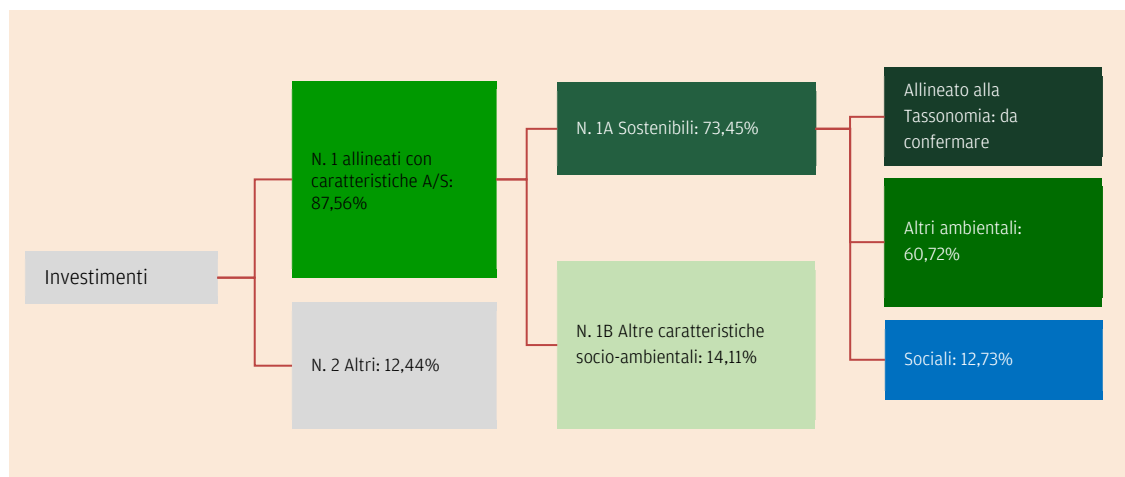 Investimenti
N. 1 allineati con
caratteristiche A/S:
87,56%
N. 2 Altri: 12,44%
N. 1A Sostenibili: 73,45%
N. 1B Altre caratteristiche
socio-ambientali: 14,11%
Allineato alla
Tassonomia: da
confermare
Altri ambientali:
60,72%
Sociali: 12,73%